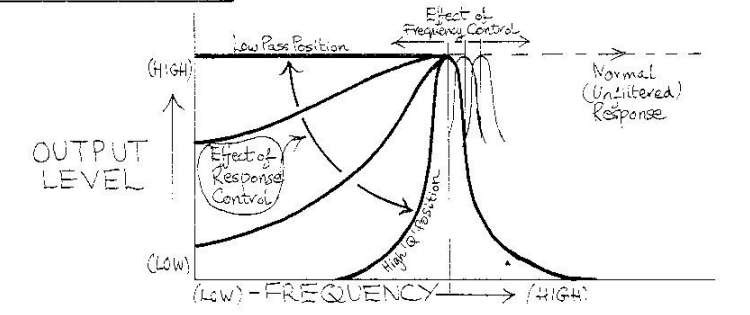 Effect of
Frequency Control
Low Pass Position
(HIGH)
Normal
(Unfiltered)
Response
OUTPUT
LEVEL
Effect of
Response
Control
High 'Q' Position
(LOW)
(LOW) - FREQUENCY → (HIGH)